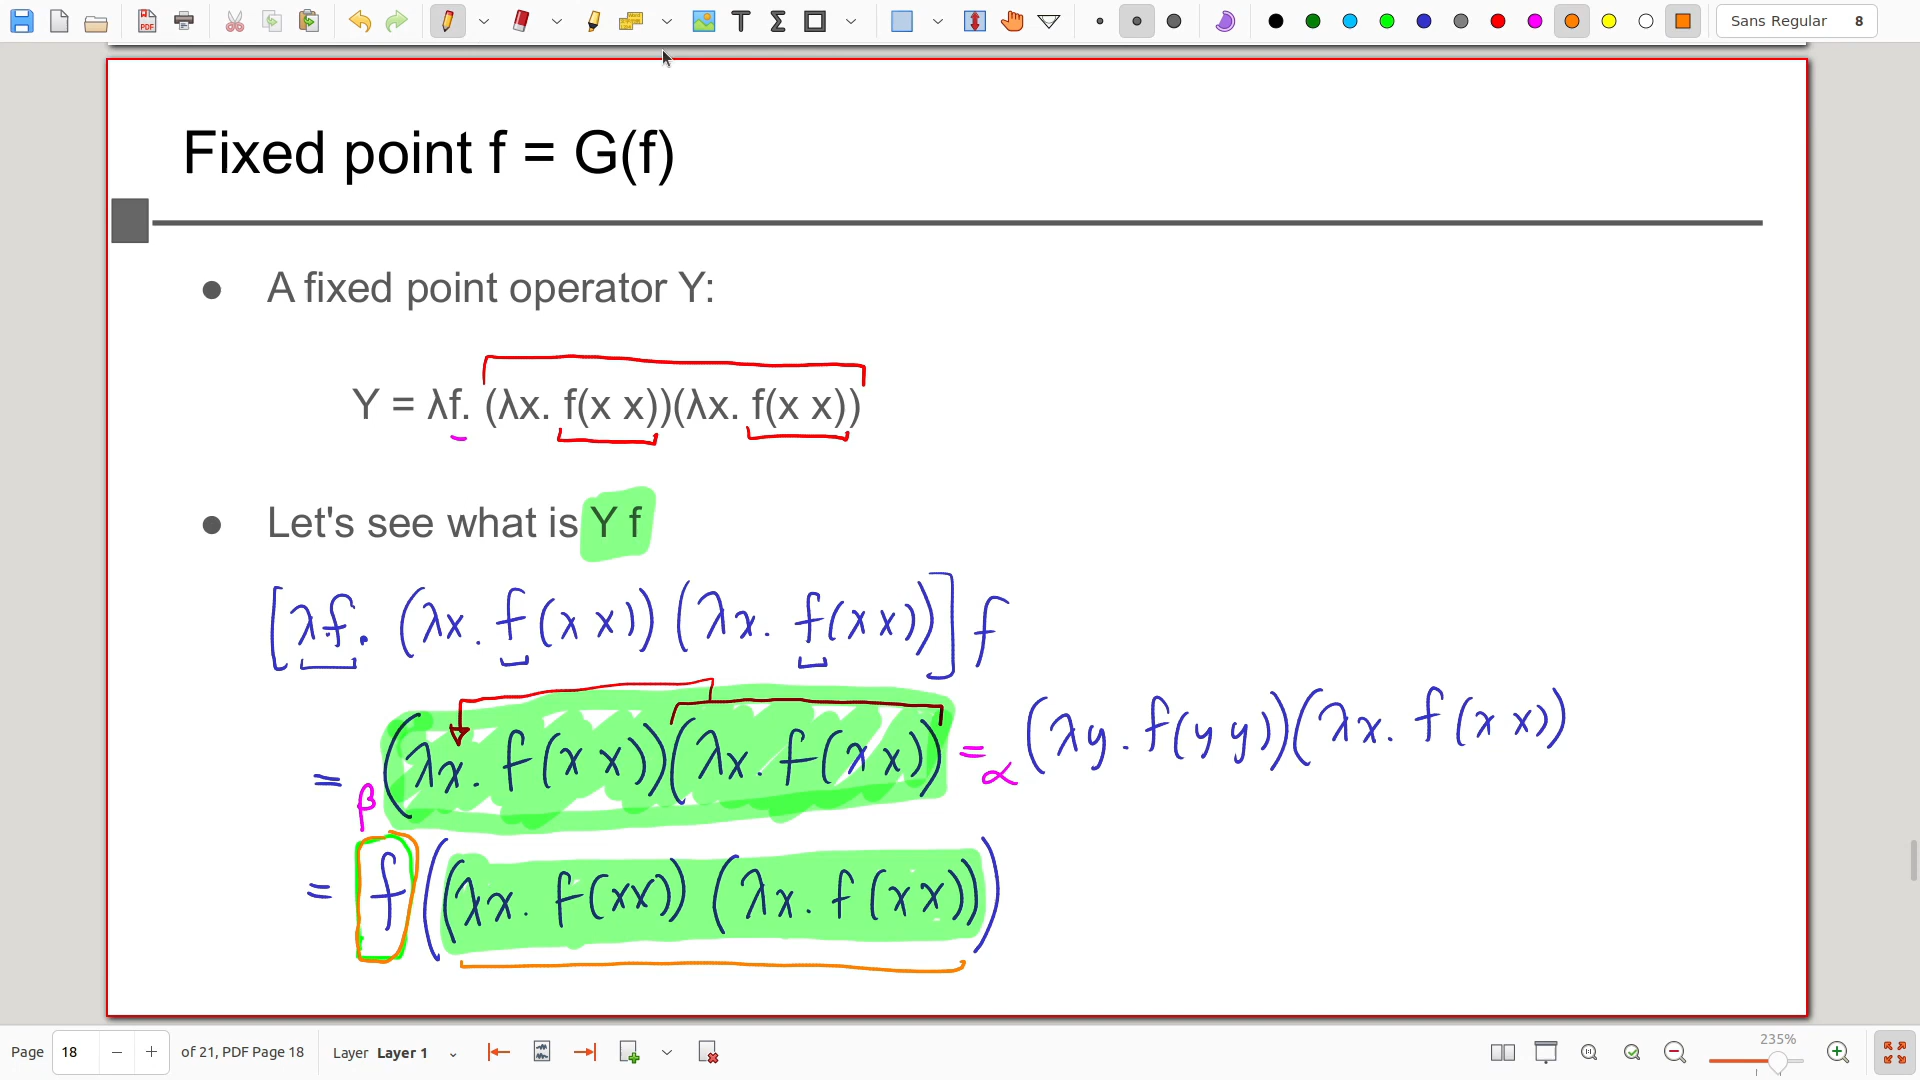 Sans Regular 8
Fixed point f = G(f)
● A fixed point operator Y:
Y = λf. (λx. f(x x))(λx. f(x x))
● Let's see what is Y f
[λf. (λx. f(x x)) (λx. f(x x))] f
=β (λx. f(x x))(λx. f(x x)) =α (λy. f(y y))(λx. f(x x))
= f((λx. f(xx)) (λx. f(xx)))
Page 18 − + of 21, PDF Page 18 Layer Layer 1 235%